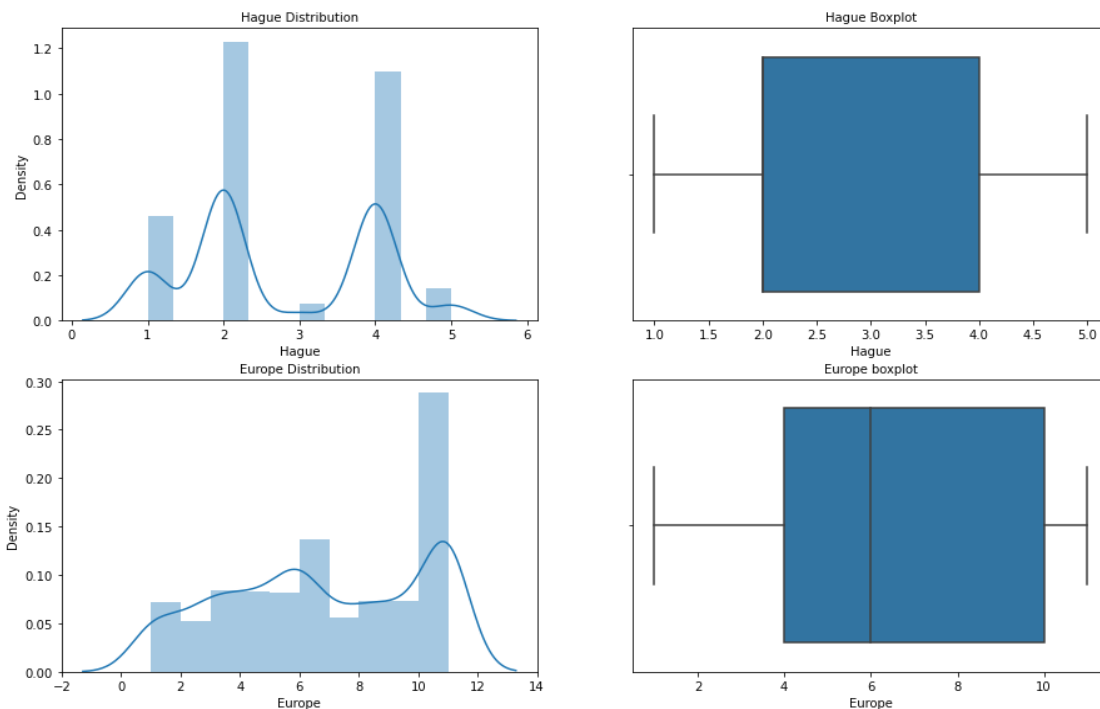 Hague Distribution
Density
1.2
1.0
0.8
0.6
0.4
0.2
0.0
0 1 2 3 4 5 6
Hague
Hague Boxplot
1.0 1.5 2.0 2.5 3.0 3.5 4.0 4.5 5.0
Hague
Europe Distribution
Density
0.30
0.25
0.20
0.15
0.10
0.05
0.00
−2 0 2 4 6 8 10 12 14
Europe
Europe boxplot
2 4 6 8 10
Europe